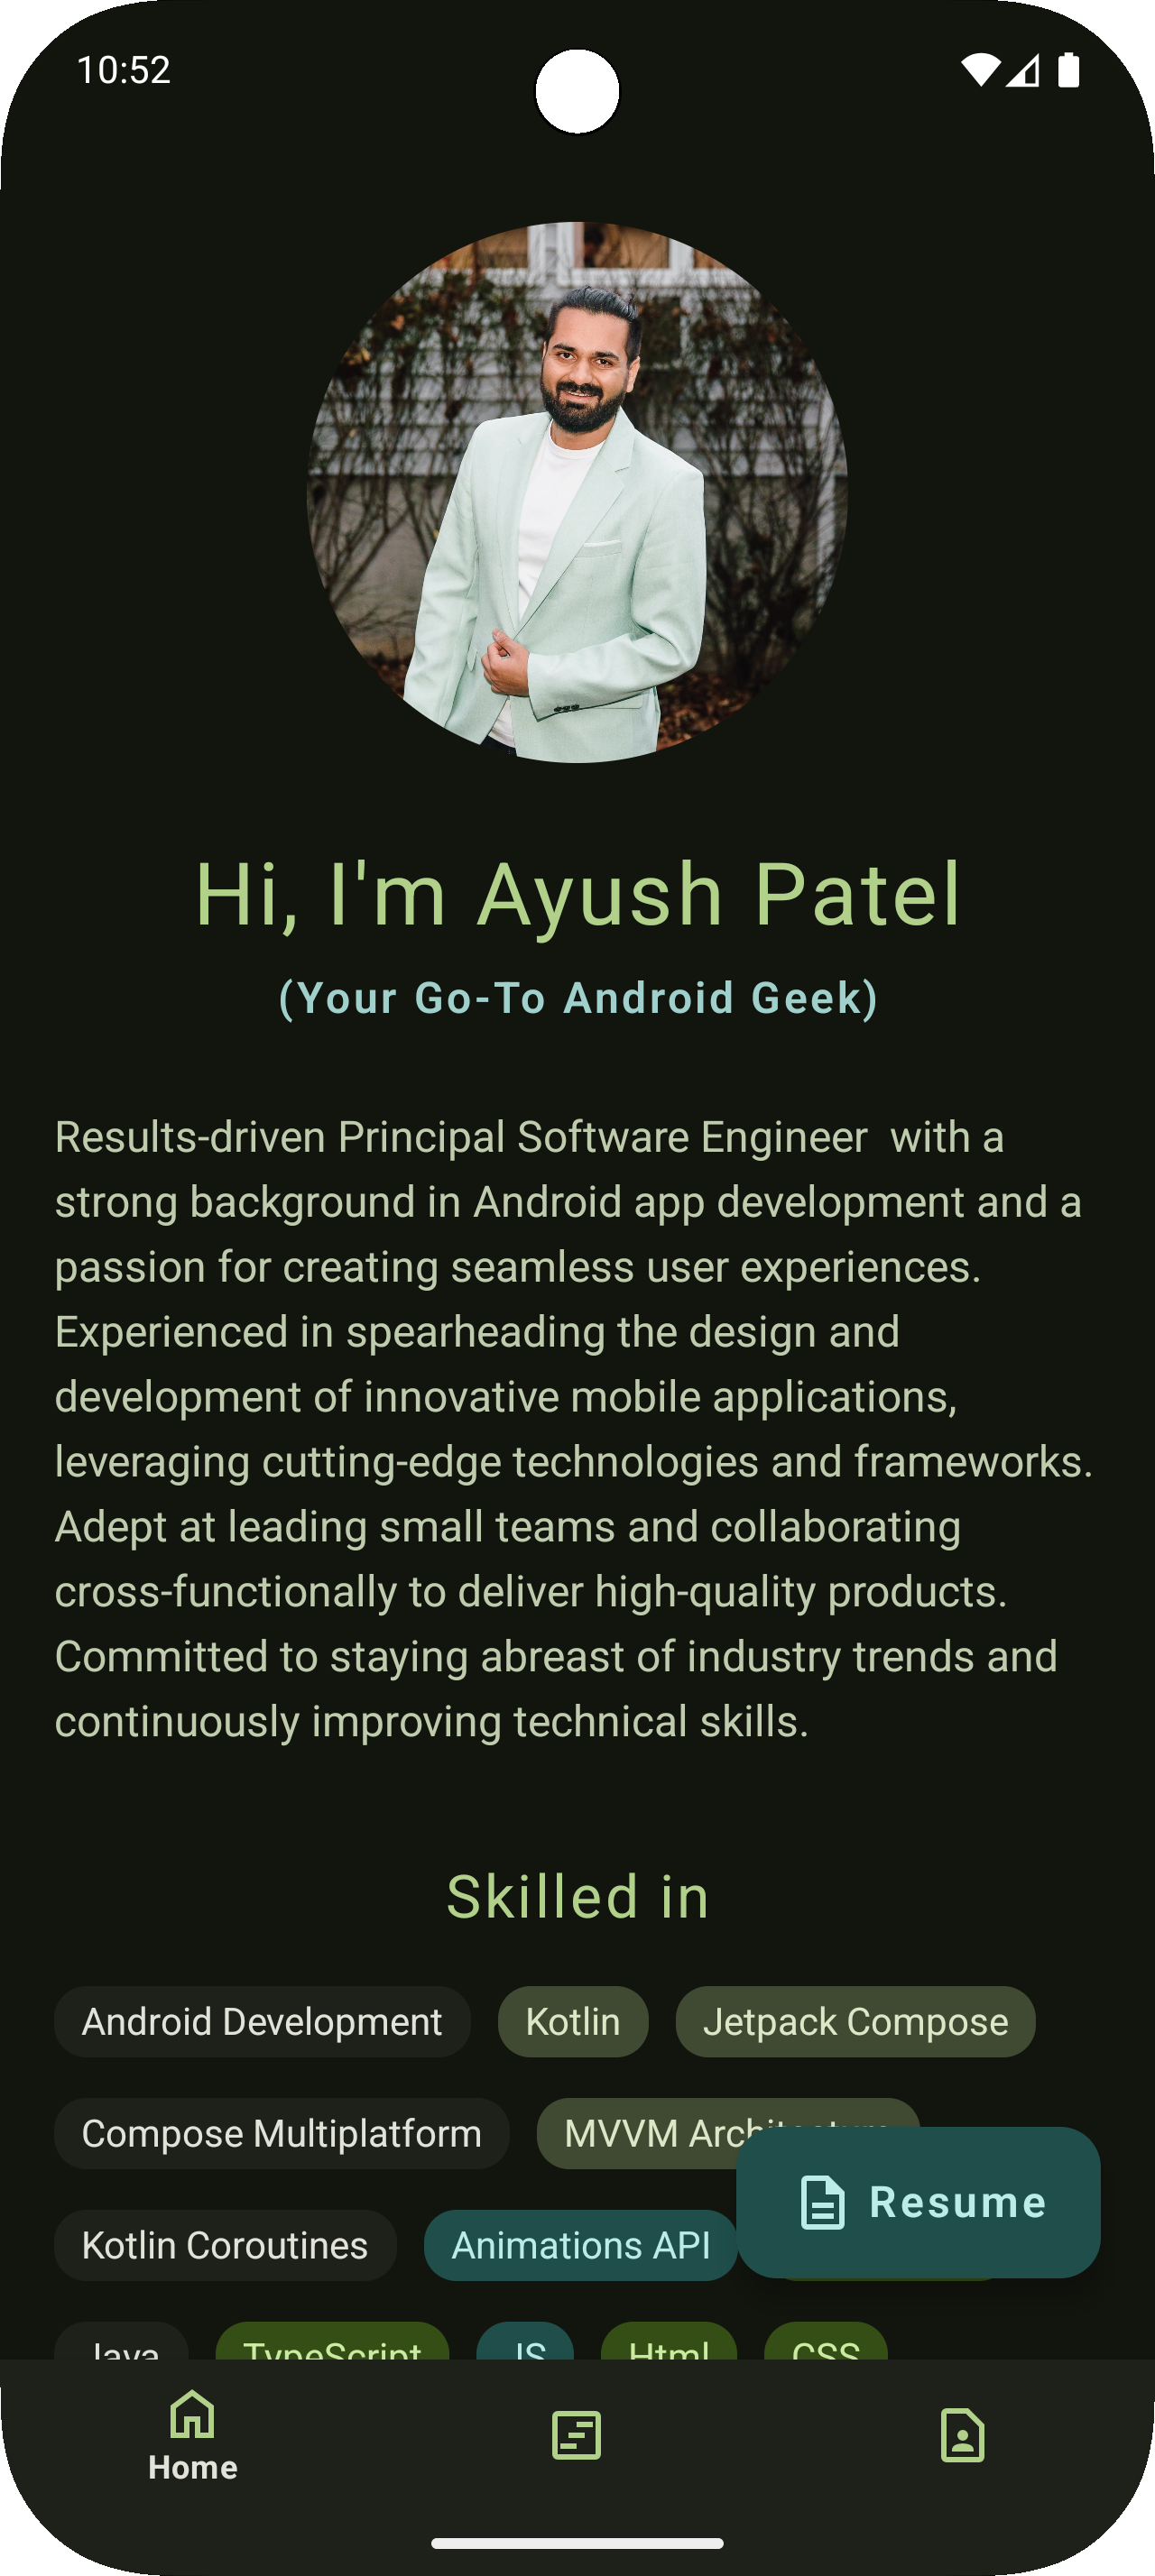 10:52
Hi, I'm Ayush Patel
(Your Go-To Android Geek)
Results-driven Principal Software Engineer  with a
strong background in Android app development and a
passion for creating seamless user experiences.
Experienced in spearheading the design and
development of innovative mobile applications,
leveraging cutting-edge technologies and frameworks.
Adept at leading small teams and collaborating
cross-functionally to deliver high-quality products.
Committed to staying abreast of industry trends and
continuously improving technical skills.
Skilled in
Android Development Kotlin Jetpack Compose
Compose Multiplatform MVVM Architecture
Resume
Kotlin Coroutines Animations API
Java TypeScript JS Html CSS
Home